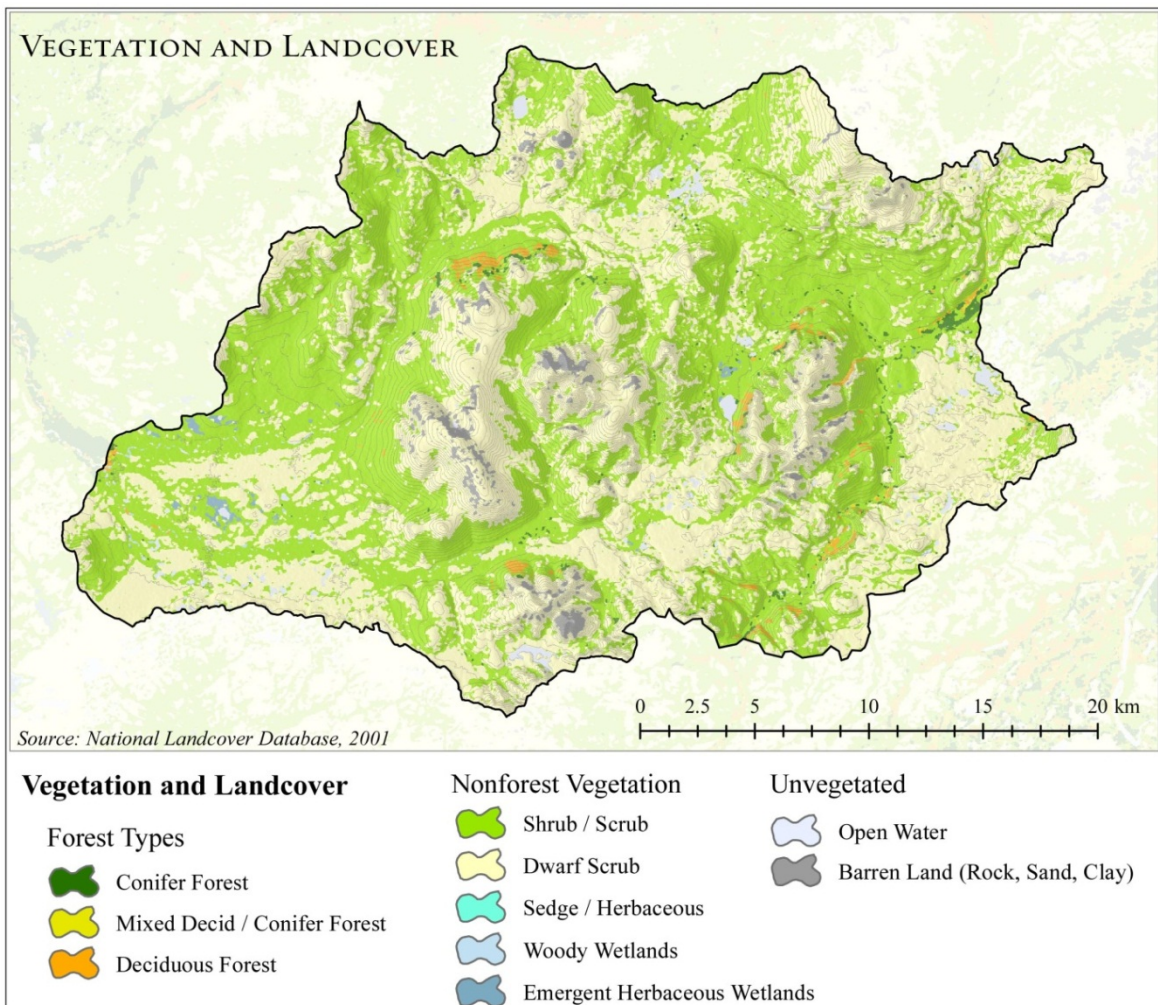 VEGETATION AND LANDCOVER
0 2.5 5 10 15 20 km
Source: National Landcover Database, 2001
Vegetation and Landcover
Forest Types
Conifer Forest
Mixed Decid / Conifer Forest
Deciduous Forest
Nonforest Vegetation
Shrub / Scrub
Dwarf Scrub
Sedge / Herbaceous
Woody Wetlands
Emergent Herbaceous Wetlands
Unvegetated
Open Water
Barren Land (Rock, Sand, Clay)